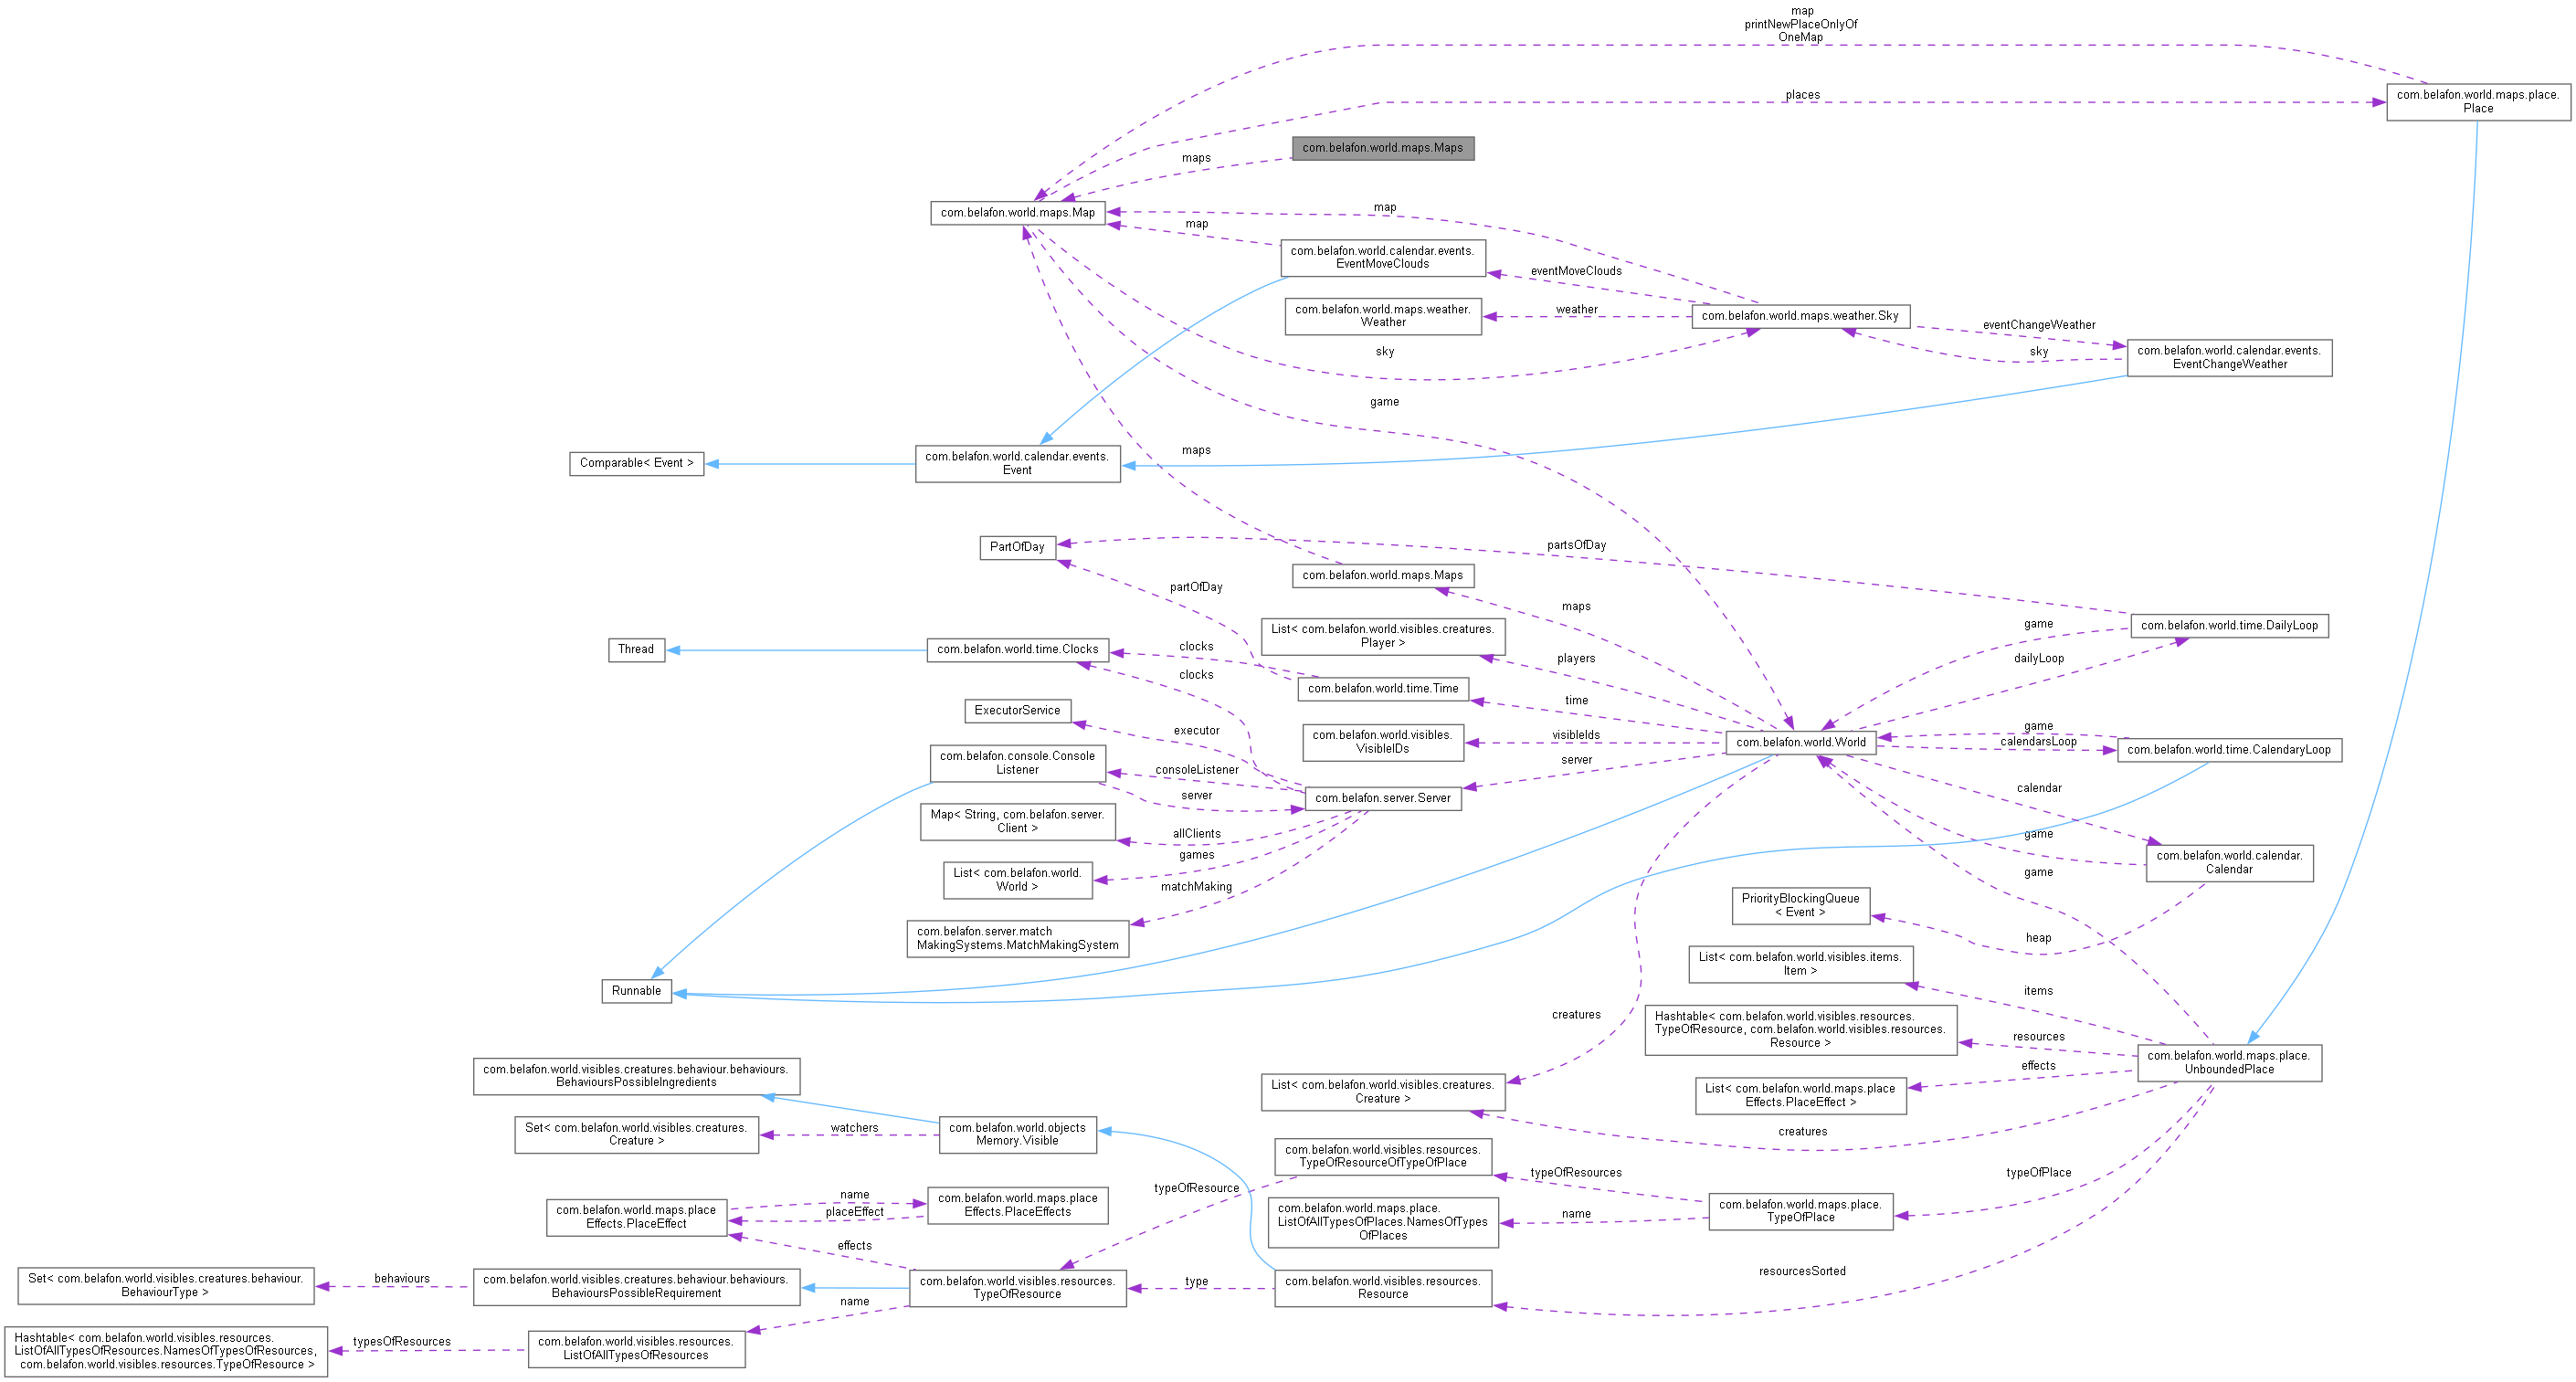 map
printNewPlaceOnlyOf
OneMap
com.belafon.world.maps.place.
Place
places
com.belafon.world.maps.Maps
maps
com.belafon.world.maps.Map
map
map
com.belafon.world.calendar.events.
EventMoveClouds
eventMoveClouds
com.belafon.world.maps.weather.
Weather
weather
com.belafon.world.maps.weather.Sky
eventChangeWeather
sky
sky
com.belafon.world.calendar.events.
EventChangeWeather
game
maps
Comparable< Event >
com.belafon.world.calendar.events.
Event
PartOfDay
partsOfDay
partOfDay
com.belafon.world.maps.Maps
maps
List< com.belafon.world.visibles.creatures.
Player >
players
game
com.belafon.world.time.DailyLoop
dailyLoop
Thread
com.belafon.world.time.Clocks
clocks
clocks
com.belafon.world.time.Time
time
ExecutorService
executor
com.belafon.world.visibles.
VisibleIDs
visibleIds
com.belafon.world.World
game
calendarsLoop
com.belafon.world.time.CalendaryLoop
com.belafon.console.Console
Listener
consoleListener
server
server
com.belafon.server.Server
calendar
Map< String, com.belafon.server.
Client >
allClients
game
games
com.belafon.world.calendar.
Calendar
List< com.belafon.world.
World >
matchMaking
game
PriorityBlockingQueue
< Event >
com.belafon.server.match
MakingSystems.MatchMakingSystem
heap
List< com.belafon.world.visibles.items.
Item >
items
Runnable
creatures
Hashtable< com.belafon.world.visibles.resources.
TypeOfResource, com.belafon.world.visibles.resources.
Resource >
resources
com.belafon.world.maps.place.
UnboundedPlace
effects
com.belafon.world.visibles.creatures.behaviour.behaviours.
BehavioursPossibleIngredients
List< com.belafon.world.visibles.creatures.
Creature >
List< com.belafon.world.maps.place
Effects.PlaceEffect >
Set< com.belafon.world.visibles.creatures.
Creature >
watchers
com.belafon.world.objects
Memory.Visible
creatures
com.belafon.world.visibles.resources.
TypeOfResourceOfTypeOfPlace
typeOfResources
typeOfPlace
typeOfResource
com.belafon.world.maps.place
Effects.PlaceEffect
name
placeEffect
com.belafon.world.maps.place
Effects.PlaceEffects
com.belafon.world.maps.place.
ListOfAllTypesOfPlaces.NamesOfTypes
OfPlaces
name
com.belafon.world.maps.place.
TypeOfPlace
effects
resourcesSorted
Set< com.belafon.world.visibles.creatures.behaviour.
BehaviourType >
behaviours
com.belafon.world.visibles.creatures.behaviour.behaviours.
BehavioursPossibleRequirement
com.belafon.world.visibles.resources.
TypeOfResource
type
com.belafon.world.visibles.resources.
Resource
name
Hashtable< com.belafon.world.visibles.resources.
ListOfAllTypesOfResources.NamesOfTypesOfResources,
com.belafon.world.visibles.resources.TypeOfResource >
typesOfResources
com.belafon.world.visibles.resources.
ListOfAllTypesOfResources